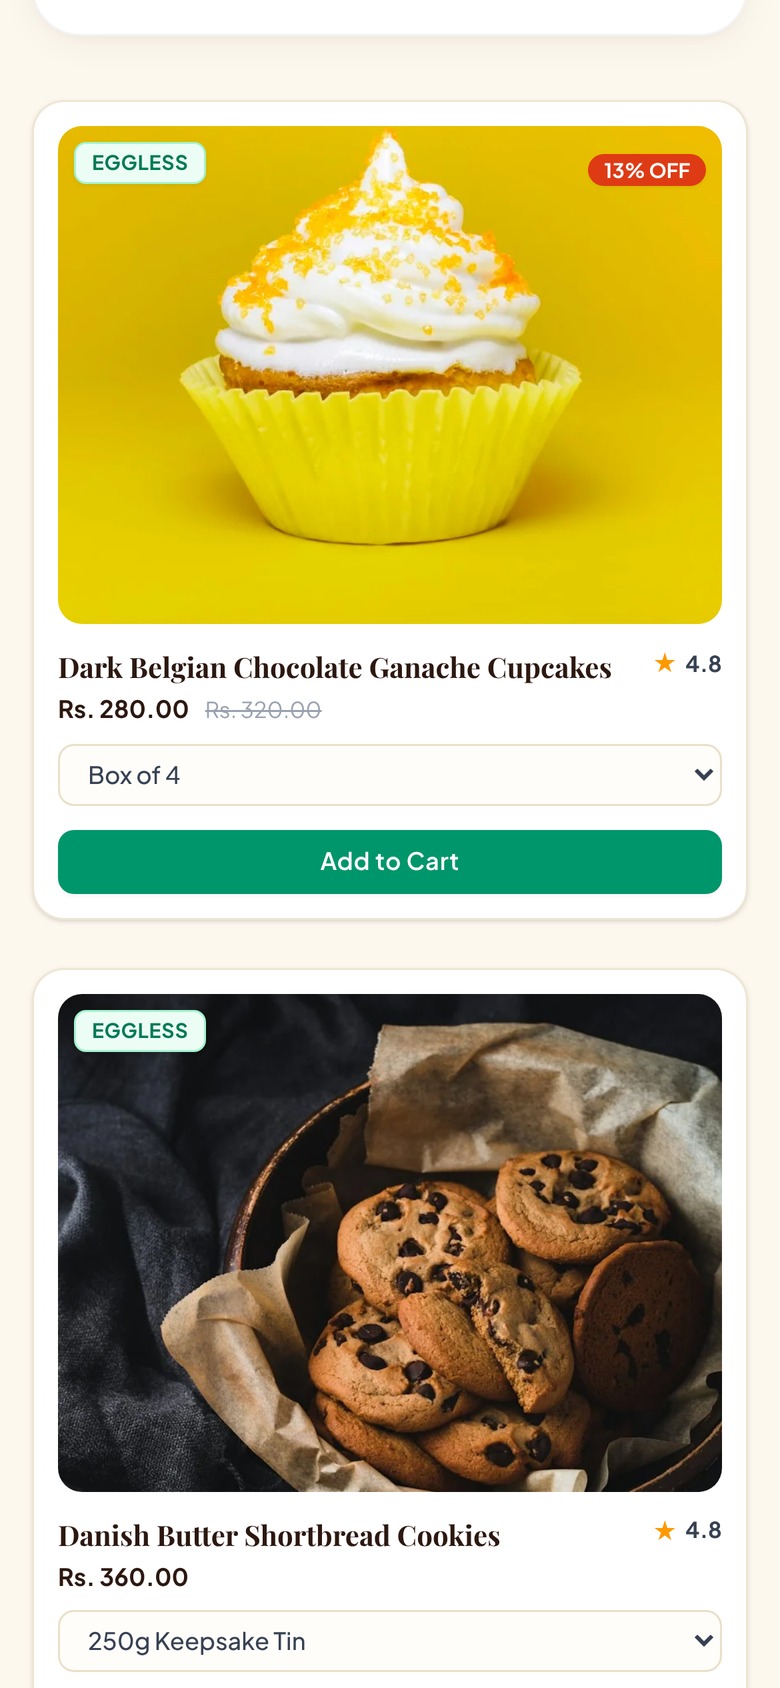 EGGLESS
13% OFF
Dark Belgian Chocolate Ganache Cupcakes
★ 4.8
Rs. 280.00 Rs. 320.00
Box of 4
Add to Cart
EGGLESS
Danish Butter Shortbread Cookies
★ 4.8
Rs. 360.00
250g Keepsake Tin